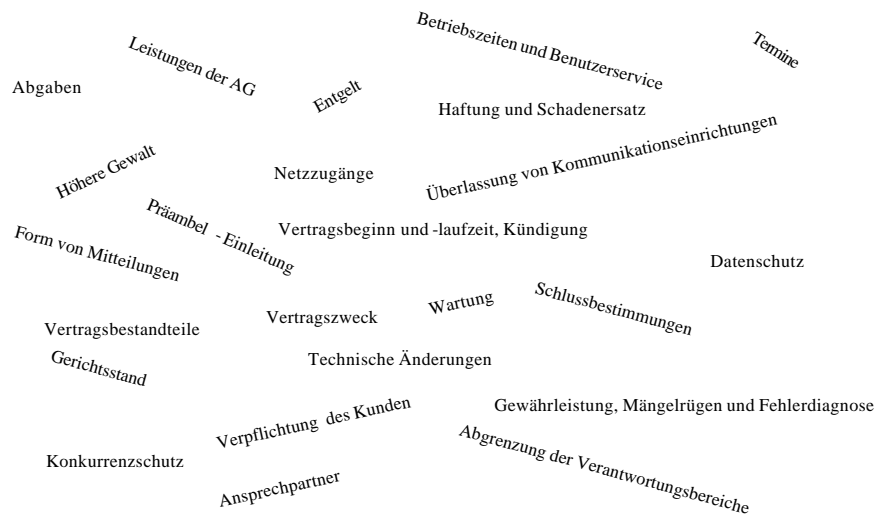 Betriebszeiten und Benutzerservice
Termine
Leistungen der AG
Abgaben
Entgelt
Haftung und Schadenersatz
Höhere Gewalt
Netzzugänge
Überlassung von Kommunikationseinrichtungen
Präambel - Einleitung
Vertragsbeginn und -laufzeit, Kündigung
Form von Mitteilungen
Datenschutz
Vertragsbestandteile
Vertragszweck
Wartung
Schlussbestimmungen
Gerichtsstand
Technische Änderungen
Verpflichtung des Kunden
Gewährleistung, Mängelrügen und Fehlerdiagnose
Konkurrenzschutz
Abgrenzung der Verantwortungsbereiche
Ansprechpartner